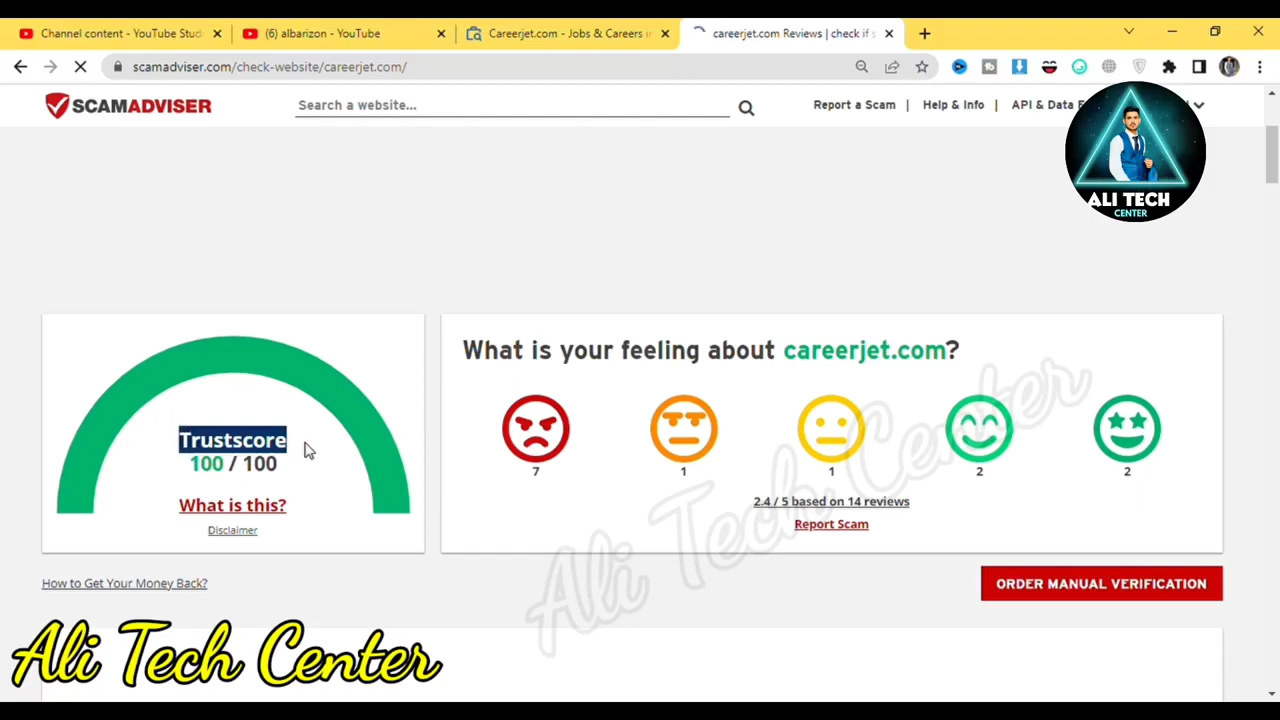 Channel content - YouTube Stud
(6) albarizon - YouTube
Careerjet.com - Jobs & Careers in
careerjet.com Reviews | check if s
scamadviser.com/check-website/careerjet.com/
SCAMADVISER
Search a website...
Report a Scam | Help & Info | API & Data F
ALI TECH
CENTER
Trustscore
100 / 100
What is this?
Disclaimer
What is your feeling about careerjet.com?
7
1
1
2
2
2.4 / 5 based on 14 reviews
Report Scam
Ali Tech Center
How to Get Your Money Back?
ORDER MANUAL VERIFICATION
Ali Tech Center